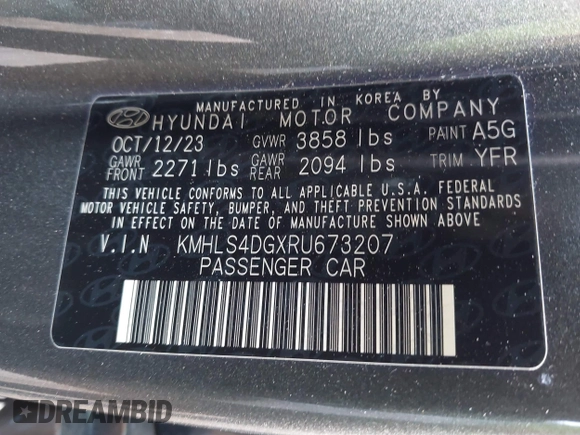 MANUFACTURED IN KOREA BY
HYUNDAI MOTOR COMPANY
OCT/12/23 GVWR 3858 lbs PAINT A5G
GAWR FRONT 2271 lbs GAWR REAR 2094 lbs TRIM YFR
THIS VEHICLE CONFORMS TO ALL APPLICABLE U.S.A. FEDERAL
MOTOR VEHICLE SAFETY, BUMPER, AND THEFT PREVENTION STANDARDS
IN EFFECT ON THE DATE OF MANUFACTURE SHOWN ABOVE
V.I.N KMHLS4DGXRU673207
PASSENGER CAR
DREAMBID